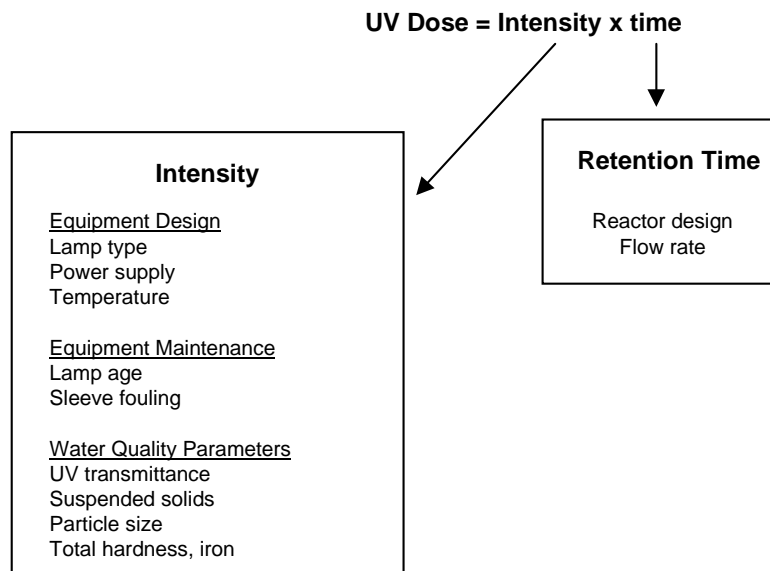 UV Dose = Intensity x time
Intensity
Equipment Design
Lamp type
Power supply
Temperature
Equipment Maintenance
Lamp age
Sleeve fouling
Water Quality Parameters
UV transmittance
Suspended solids
Particle size
Total hardness, iron
Retention Time
Reactor design
Flow rate